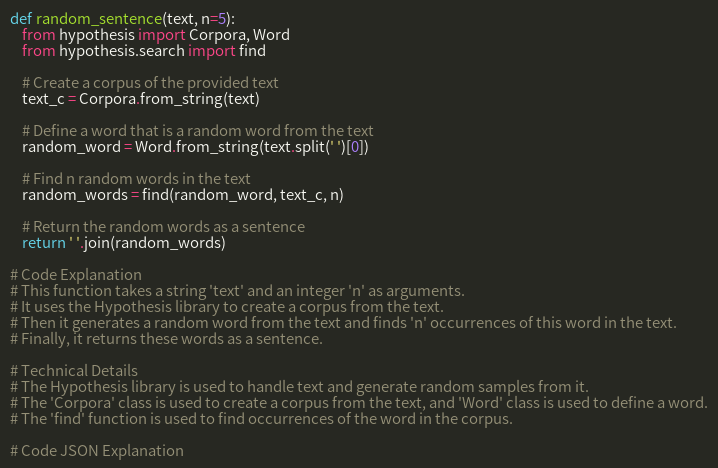 def random_sentence(text, n=5):
from hypothesis import Corpora, Word
from hypothesis.search import find
# Create a corpus of the provided text
text_c = Corpora.from_string(text)
# Define a word that is a random word from the text
random_word = Word.from_string(text.split(' ')[0])
# Find n random words in the text
random_words = find(random_word, text_c, n)
# Return the random words as a sentence
return ' '.join(random_words)
# Code Explanation
# This function takes a string 'text' and an integer 'n' as arguments.
# It uses the Hypothesis library to create a corpus from the text.
# Then it generates a random word from the text and finds 'n' occurrences of this word in the text.
# Finally, it returns these words as a sentence.
# Technical Details
# The Hypothesis library is used to handle text and generate random samples from it.
# The 'Corpora' class is used to create a corpus from the text, and 'Word' class is used to define a word.
# The 'find' function is used to find occurrences of the word in the corpus.
# Code JSON Explanation